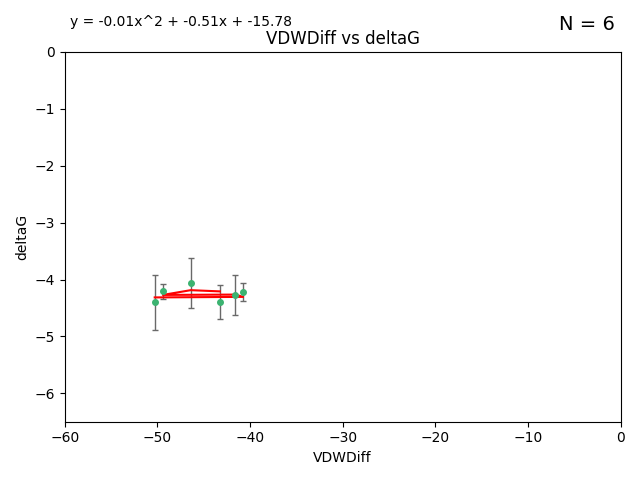 y = -0.01x^2 + -0.51x + -15.78
N = 6
VDWDiff vs deltaG
0
−1
−2
−3
−4
−5
−6
deltaG
−60 −50 −40 −30 −20 −10 0
VDWDiff